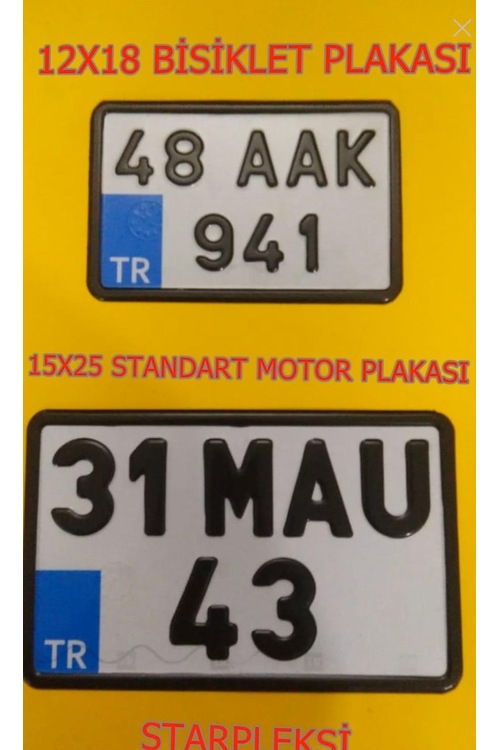 12X18 BİSİKLET PLAKASI
48 AAK
941
TR
15X25 STANDART MOTOR PLAKASI
31 MAU
43
TR
STARPLEKSİ